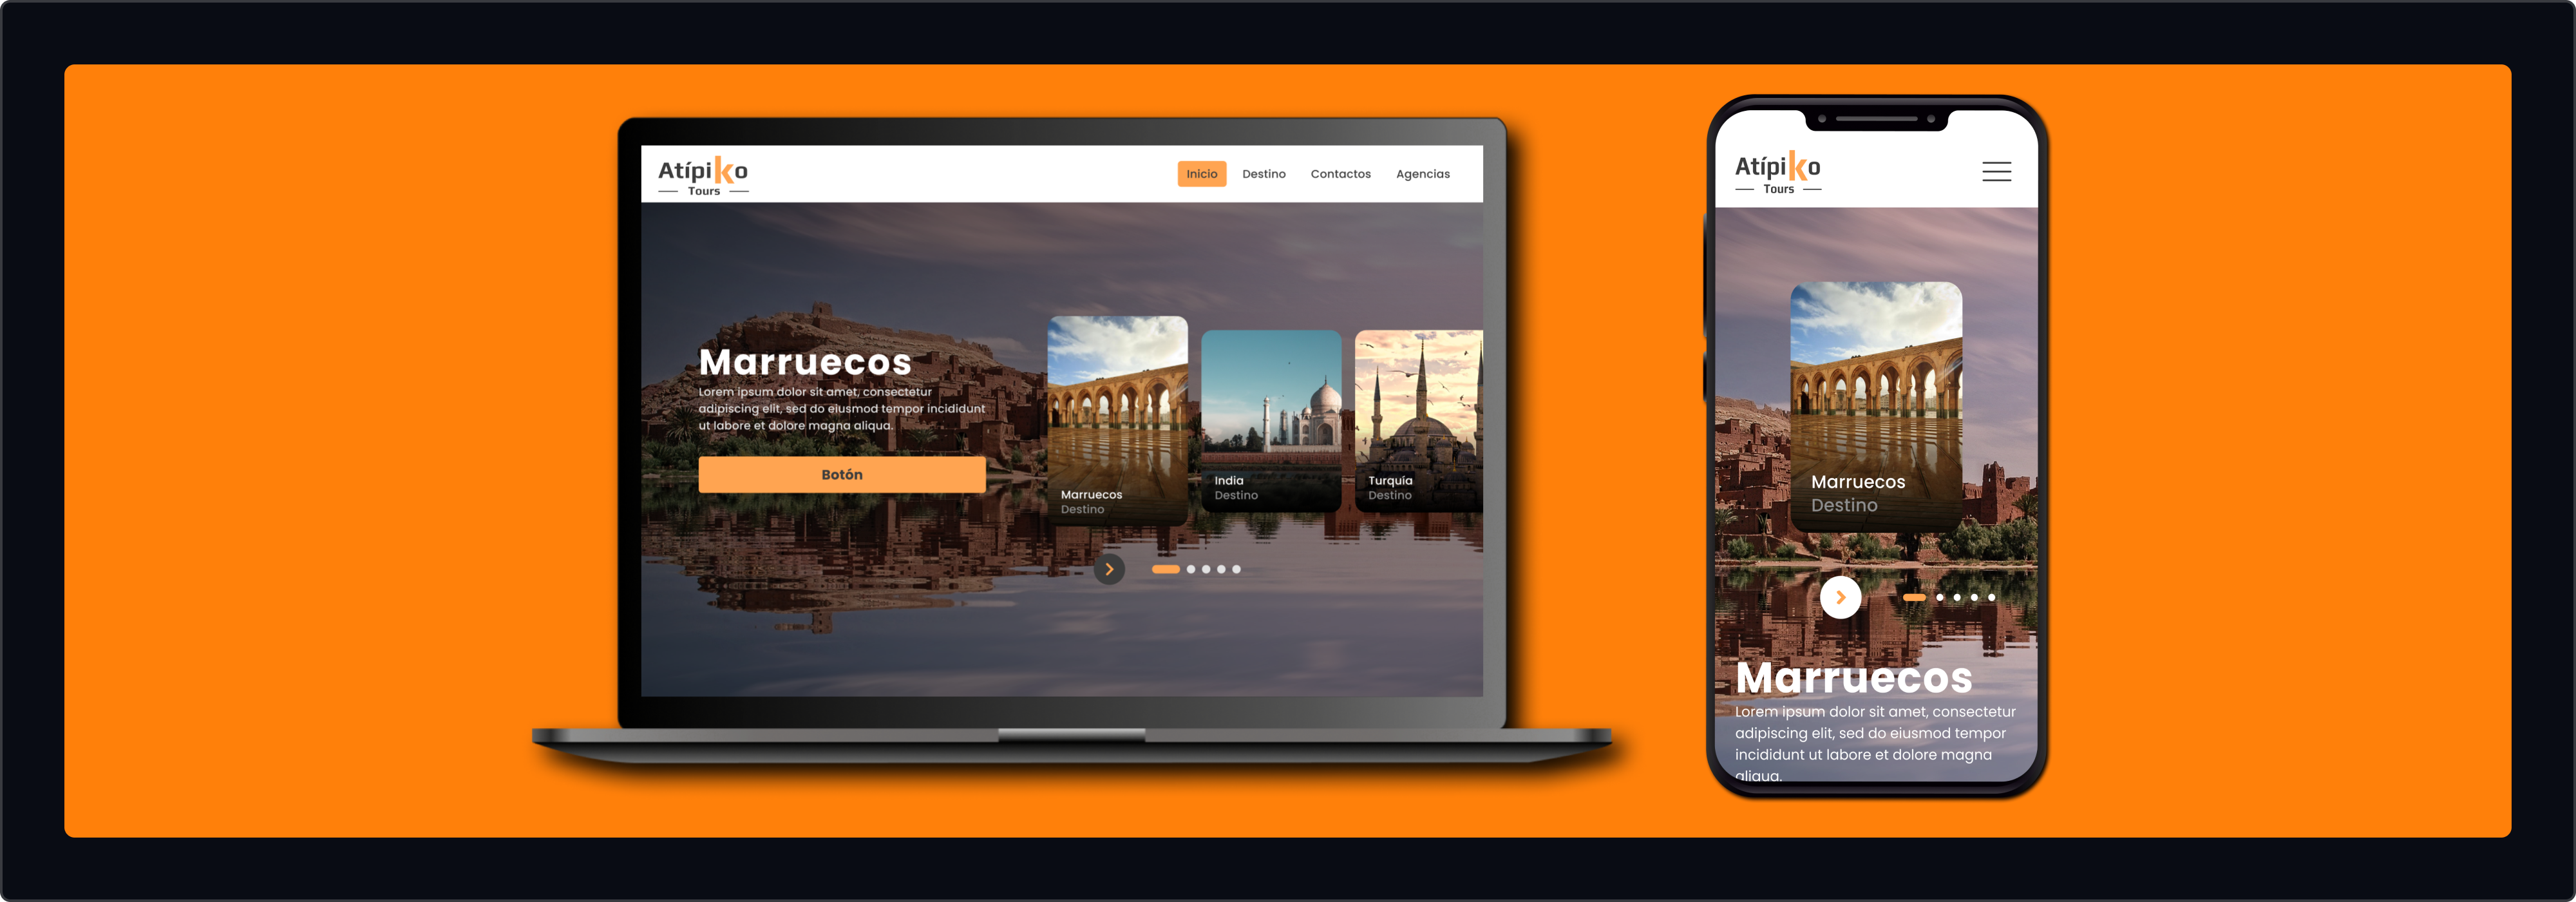 Atípiko
Tours
Inicio Destino Contactos Agencias
Marruecos
Lorem ipsum dolor sit amet, consectetur
adipiscing elit, sed do eiusmod tempor incididunt
ut labore et dolore magna aliqua.
Botón
Marruecos
Destino
India
Destino
Turquía
Destino
Atípiko
Tours
Marruecos
Destino
Marruecos
Lorem ipsum dolor sit amet, consectetur
adipiscing elit, sed do eiusmod tempor
incididunt ut labore et dolore magna
aliqua.